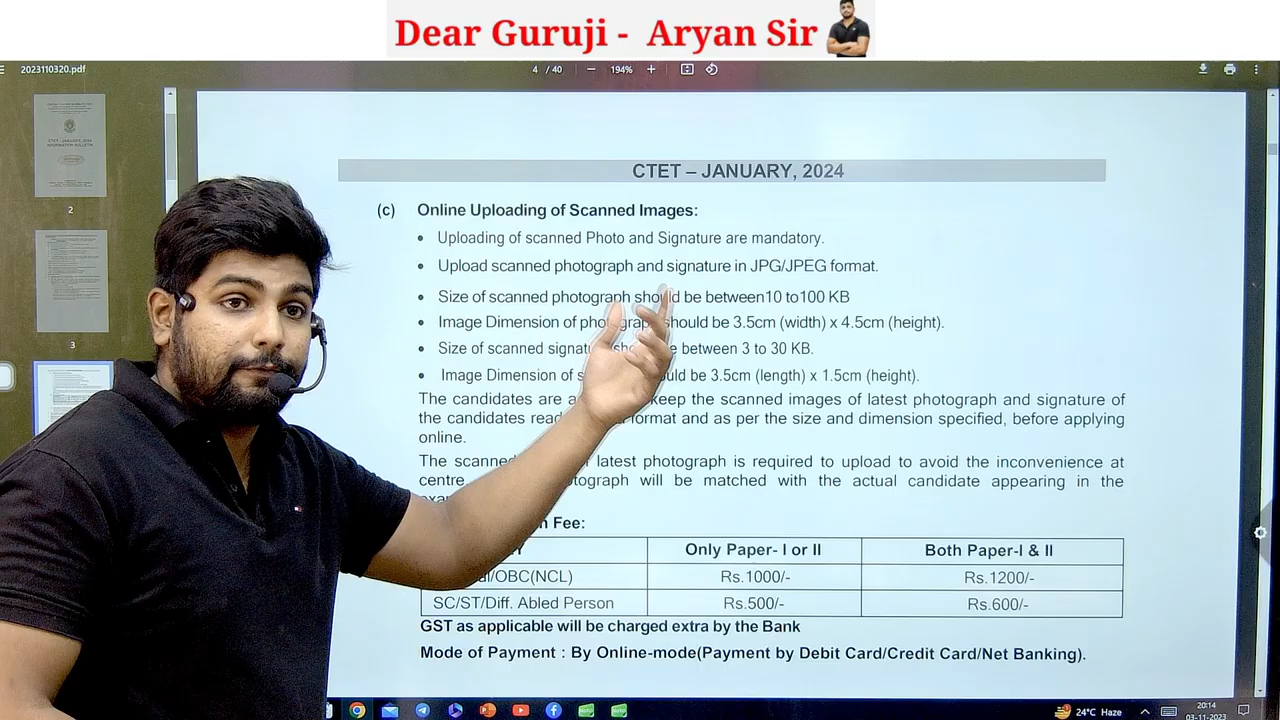 Dear Guruji - Aryan Sir
2023110320.pdf
4 / 40
194%
CTET – JANUARY, 2024
2
3
(c) Online Uploading of Scanned Images:
• Uploading of scanned Photo and Signature are mandatory.
• Upload scanned photograph and signature in JPG/JPEG format.
• Size of scanned photograph should be between10 to100 KB
• Image Dimension of photograph should be 3.5cm (width) x 4.5cm (height).
• Size of scanned be between 3 to 30 KB.
• Image Dimension of be 3.5cm (length) x 1.5cm (height).
The candidates are keep the scanned images of latest photograph and signature of
the candidates format and as per the size and dimension specified, before applying
online.
The scanned latest photograph is required to upload to avoid the inconvenience at
centre. will be matched with the actual candidate appearing in the
Fee:
Only Paper- I or II Both Paper-I & II
/OBC(NCL) Rs.1000/- Rs.1200/-
SC/ST/Diff. Abled Person Rs.500/- Rs.600/-
GST as applicable will be charged extra by the Bank
Mode of Payment : By Online-mode(Payment by Debit Card/Credit Card/Net Banking).
24°C Haze
20:14
03-11-2023